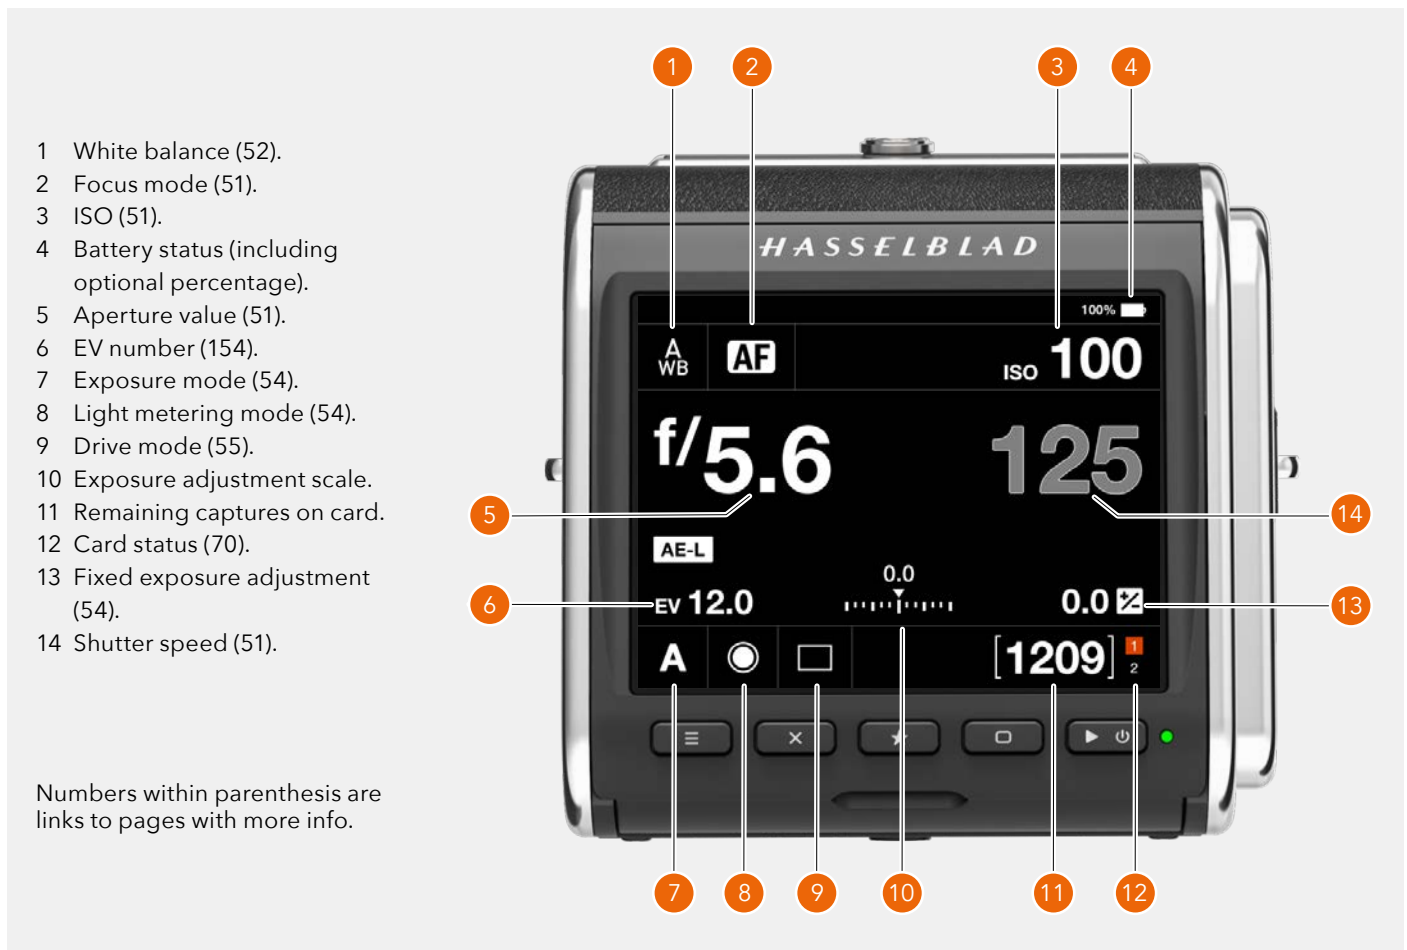 1 White balance (52).
2 Focus mode (51).
3 ISO (51).
4 Battery status (including
optional percentage).
5 Aperture value (51).
6 EV number (154).
7 Exposure mode (54).
8 Light metering mode (54).
9 Drive mode (55).
10 Exposure adjustment scale.
11 Remaining captures on card.
12 Card status (70).
13 Fixed exposure adjustment
(54).
14 Shutter speed (51).
Numbers within parenthesis are
links to pages with more info.
1 2 3 4
HASSELBLAD
100%
A
WB AF ISO 100
f/5.6 125
5 14
AE-L
0.0
6 EV 12.0 0.0 13
A [1209] 1
2
7 8 9 10 11 12